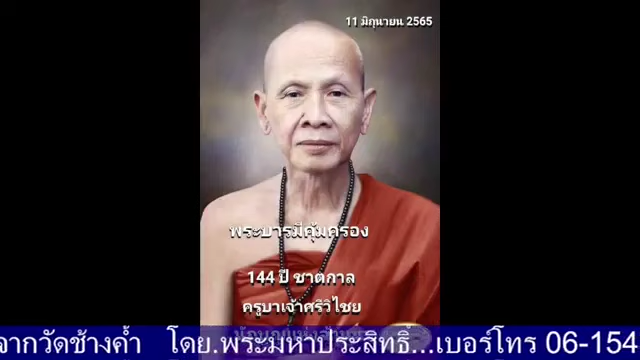 11 มิถุนายน 2565
พระบารมีคุ้มครอง
144 ปี ชาตกาล
ครูบาเจ้าศรีวิไชย
จากวัดช้างค้ำ โดย.พระมหาประสิทธิ์...เบอร์โทร 06-154